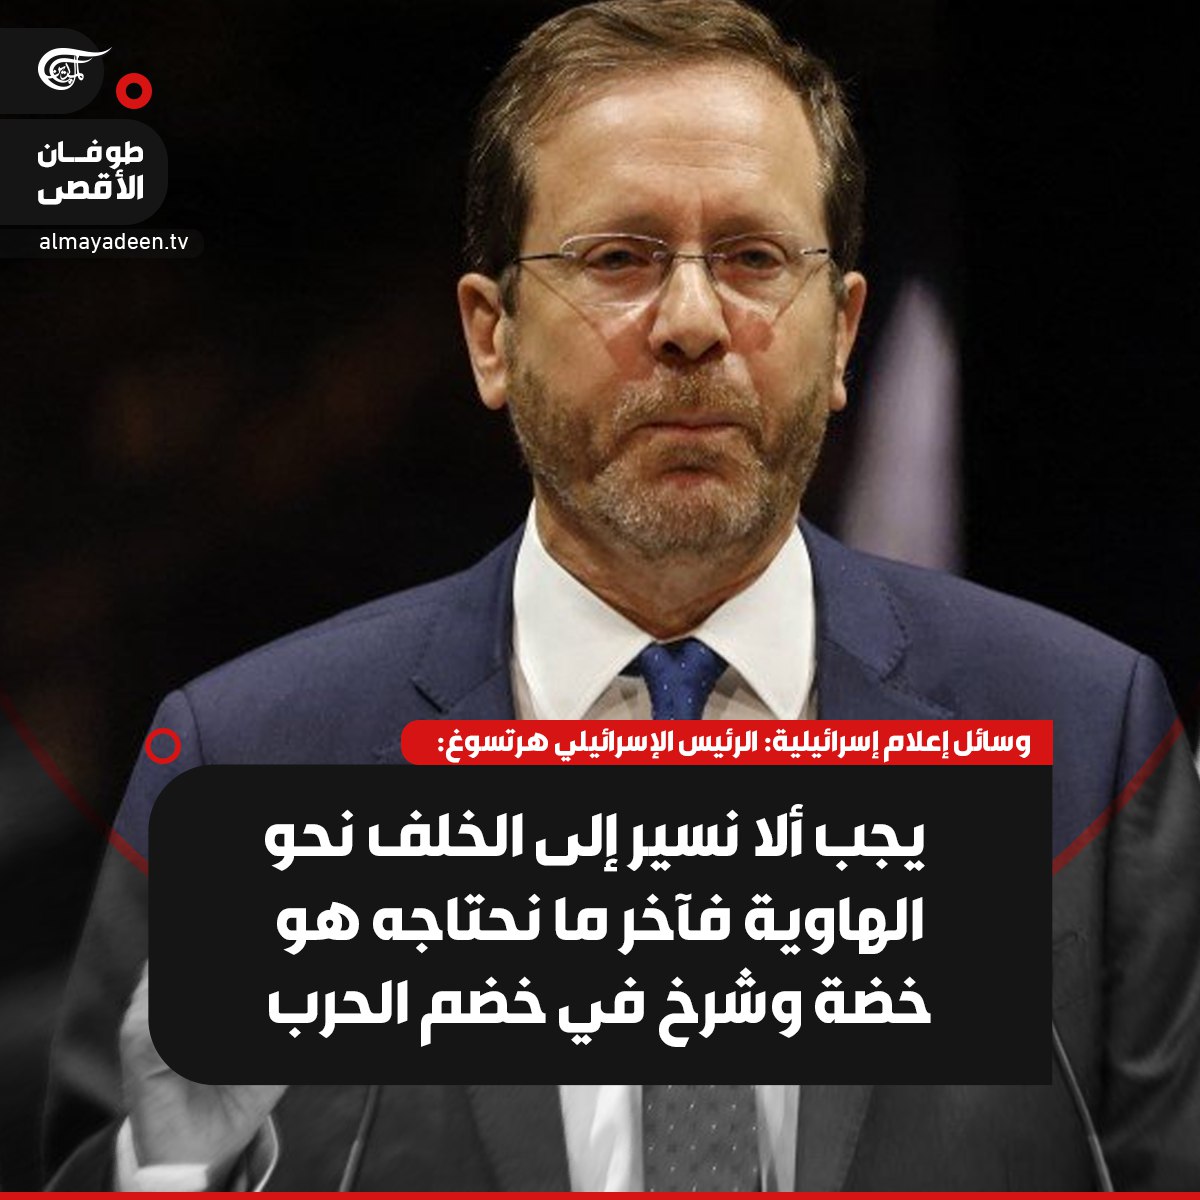 الميادين
طوفان
الأقصى
almayadeen.tv
وسائل إعلام إسرائيلية: الرئيس الإسرائيلي هرتسوغ:
يجب ألا نسير إلى الخلف نحو
الهاوية فآخر ما نحتاجه هو
خضة وشرخ في خضم الحرب